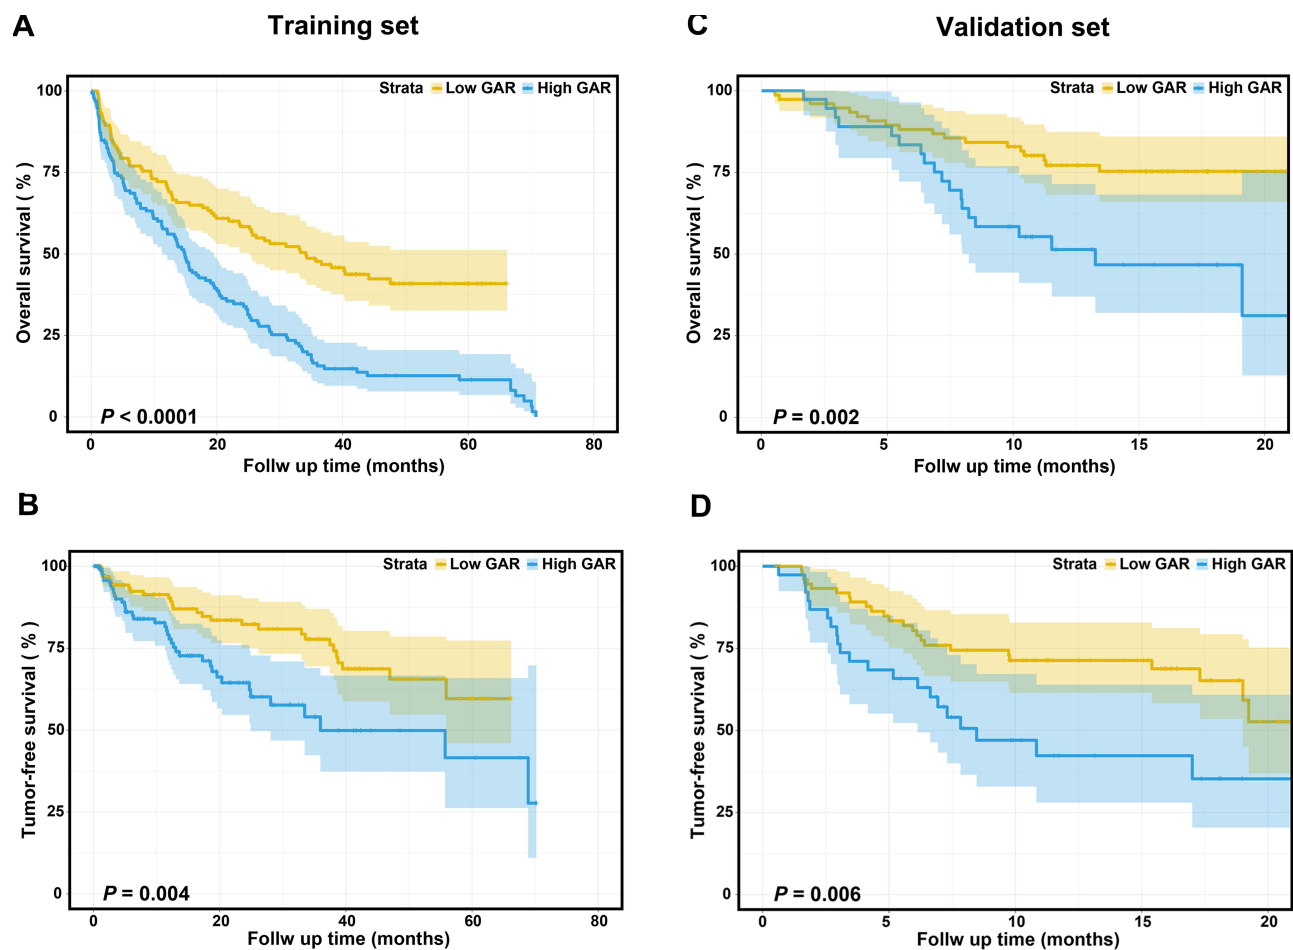 A
Training set
Strata Low GAR High GAR
Overall survival ( % )
100
75
50
25
0
P < 0.0001
0 20 40 60 80
Follw up time (months)
C
Validation set
Strata Low GAR High GAR
Overall survival ( % )
100
75
50
25
0
P = 0.002
0 5 10 15 20
Follw up time (months)
B
Strata Low GAR High GAR
Tumor-free survival ( % )
100
75
50
25
0
P = 0.004
0 20 40 60 80
Follw up time (months)
D
Strata Low GAR High GAR
Tumor-free survival ( % )
100
75
50
25
0
P = 0.006
0 5 10 15 20
Follw up time (months)